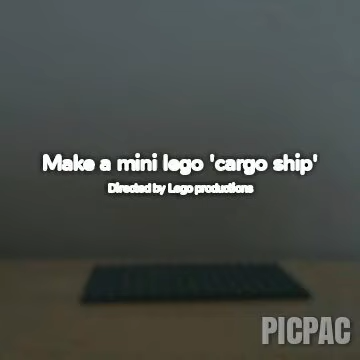 Make a mini lego 'cargo ship'
Directed by Lego productions
PICPAC